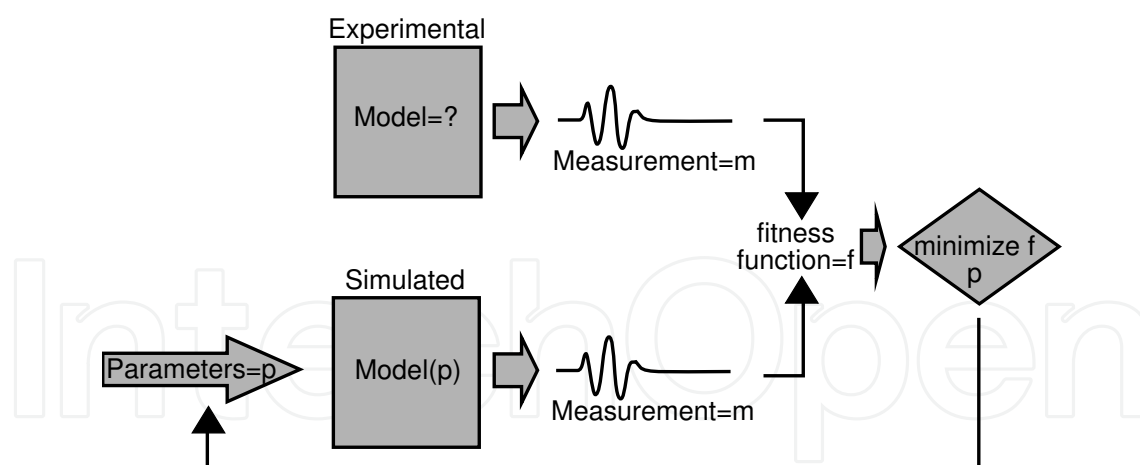 Experimental
Model=?
Measurement=m
fitness
function=f
minimize f
p
Simulated
Parameters=p
Model(p)
Measurement=m
IntechOpen